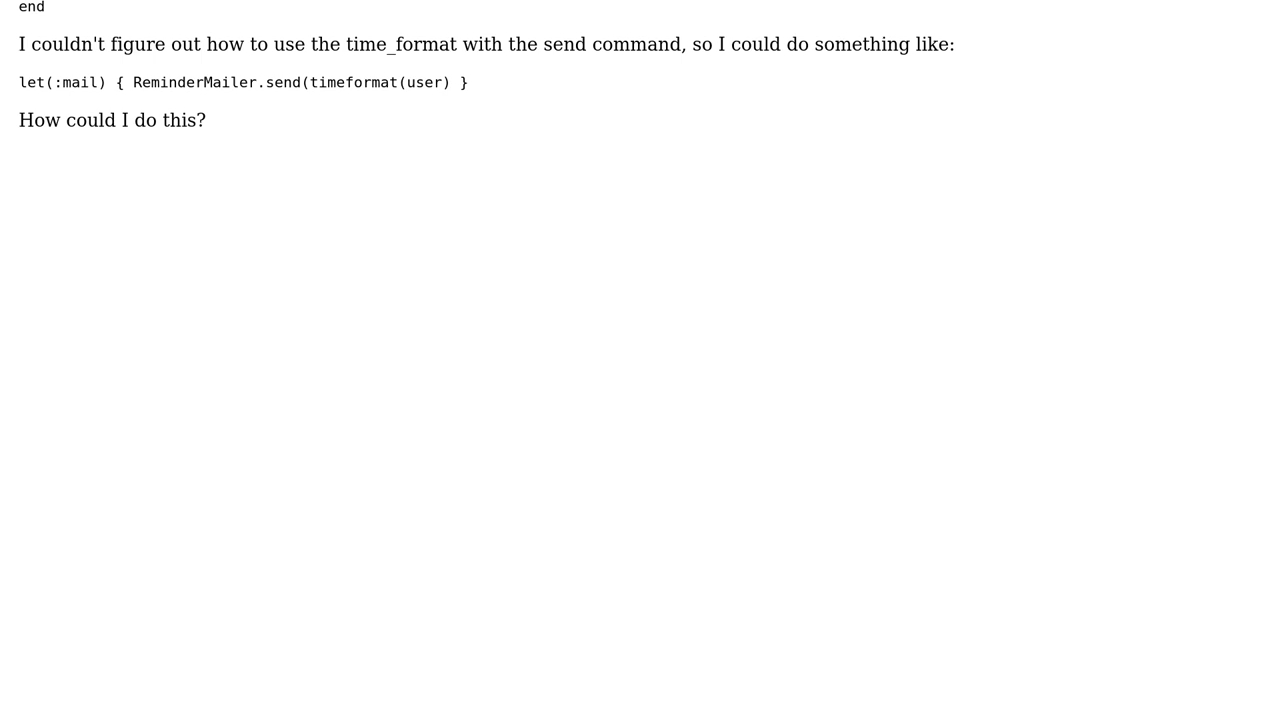 end
I couldn't figure out how to use the time_format with the send command, so I could do something like:
let(:mail) { ReminderMailer.send(timeformat(user) }
How could I do this?